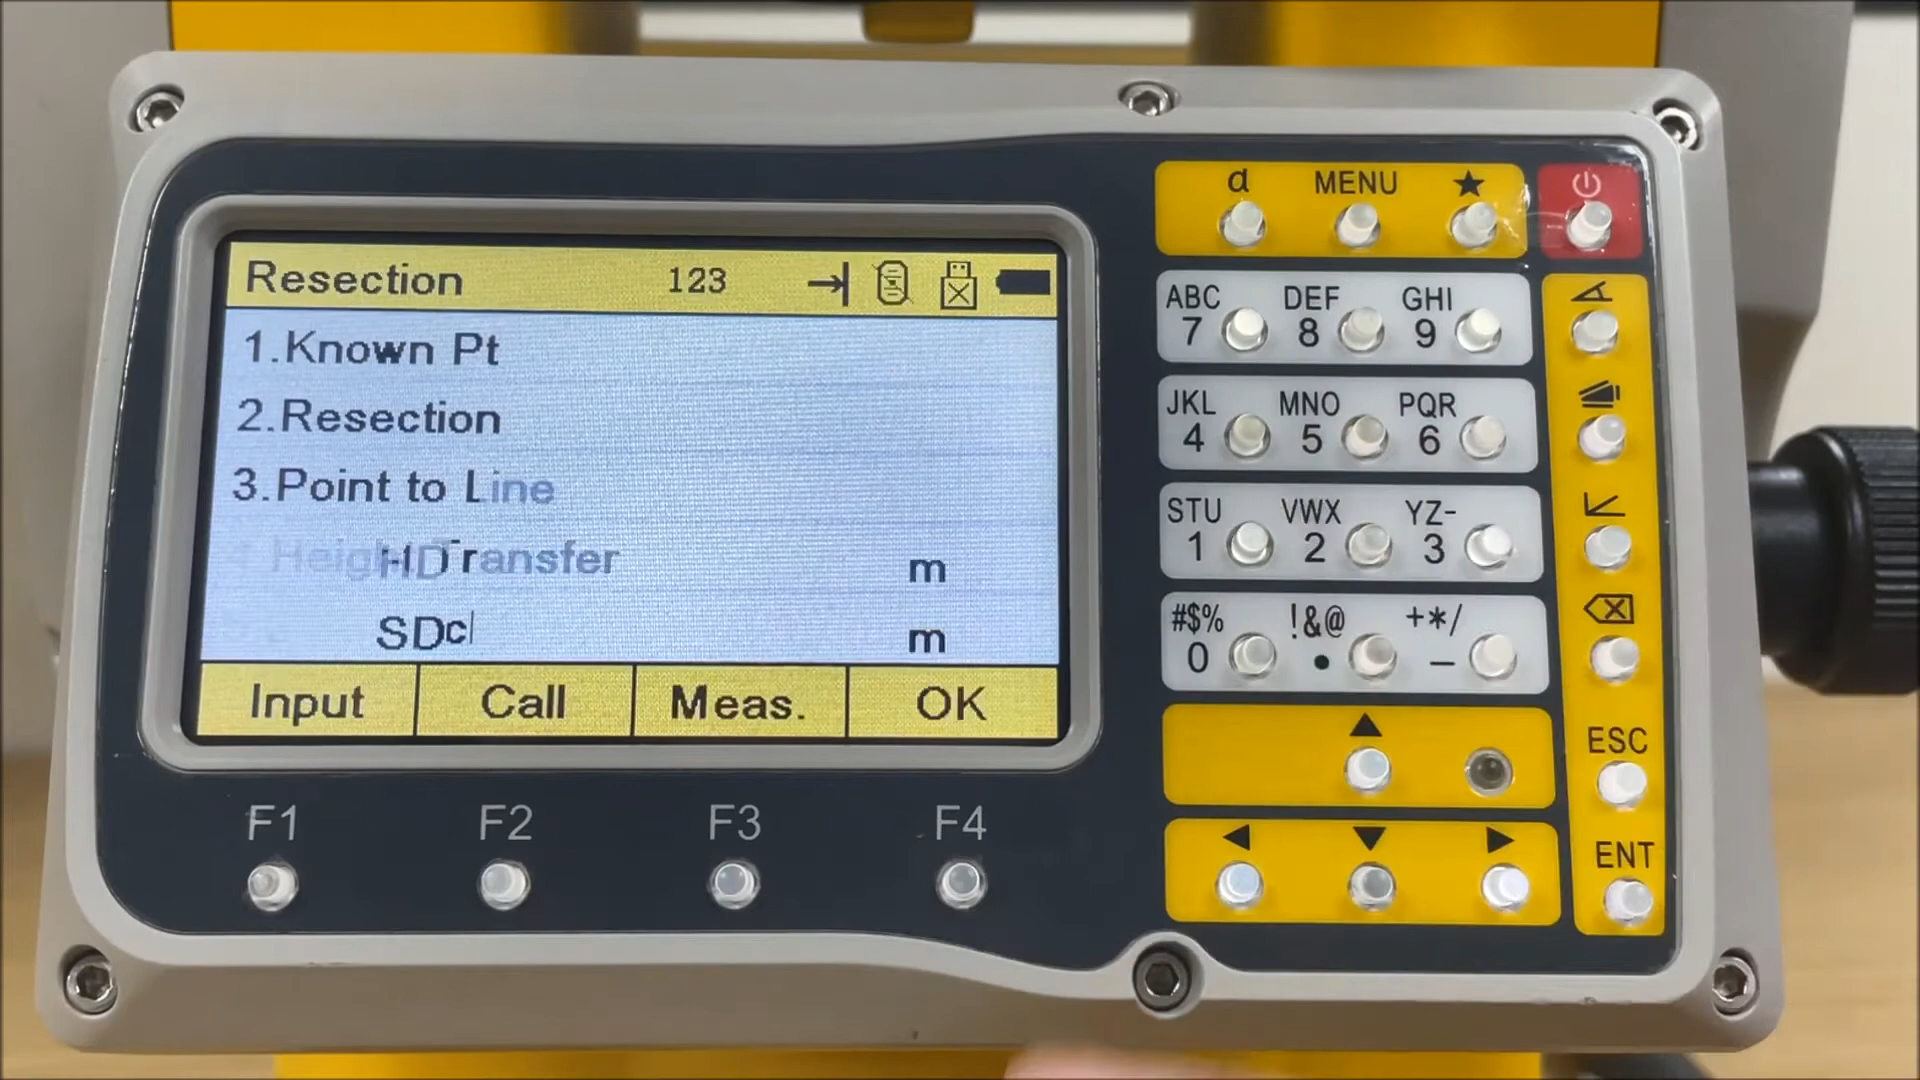 Resection 123
1.Known Pt
2.Resection
3.Point to Line
Height Transfer
HD m
SD m
Input Call Meas. OK
F1 F2 F3 F4
α MENU ★
ABC DEF GHI
7 8 9
JKL MNO PQR
4 5 6
STU VWX YZ-
1 2 3
#$% !&@ +*/
0 • –
ESC
ENT